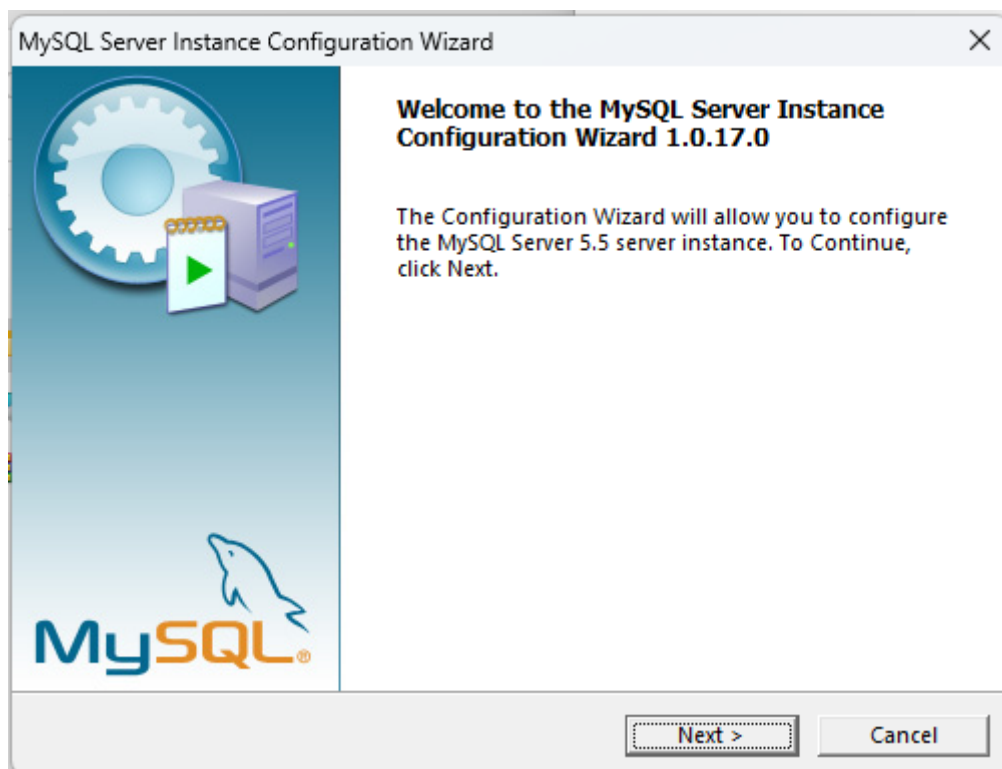 MySQL Server Instance Configuration Wizard
Welcome to the MySQL Server Instance
Configuration Wizard 1.0.17.0
The Configuration Wizard will allow you to configure
the MySQL Server 5.5 server instance. To Continue,
click Next.
MySQL®
Next >
Cancel